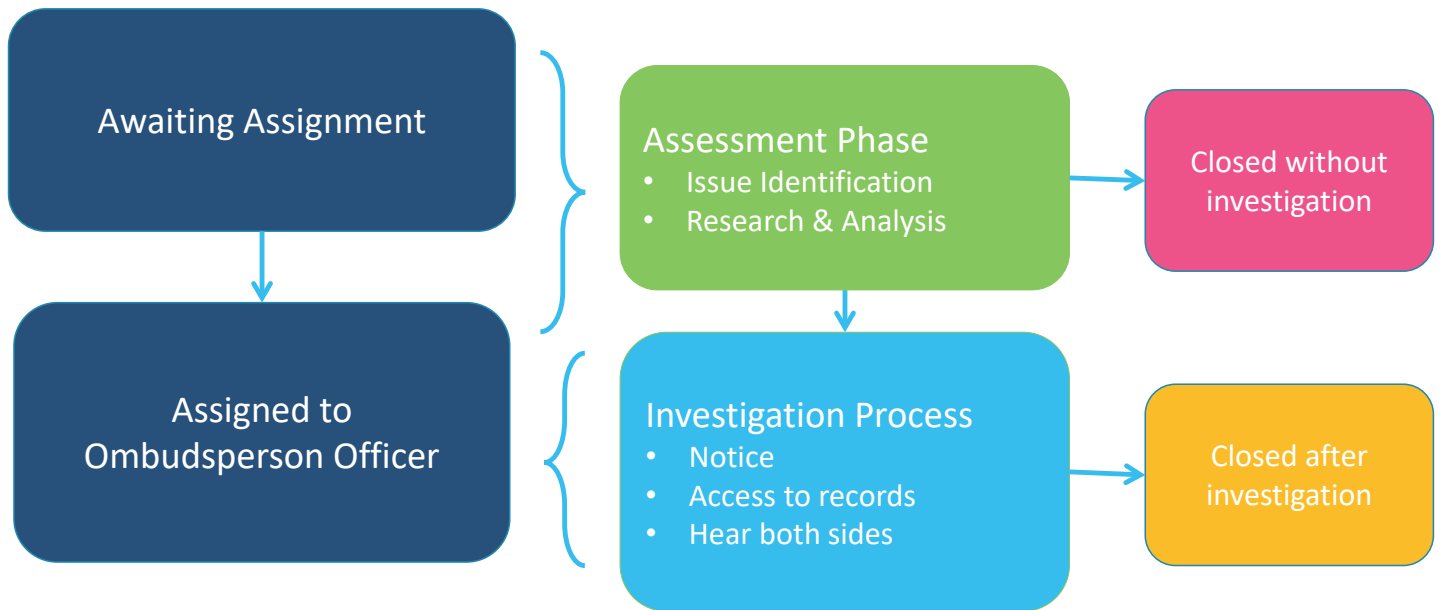 Awaiting Assignment
Assigned to
Ombudsperson Officer
Assessment Phase
• Issue Identification
• Research & Analysis
Investigation Process
• Notice
• Access to records
• Hear both sides
Closed without
investigation
Closed after
investigation